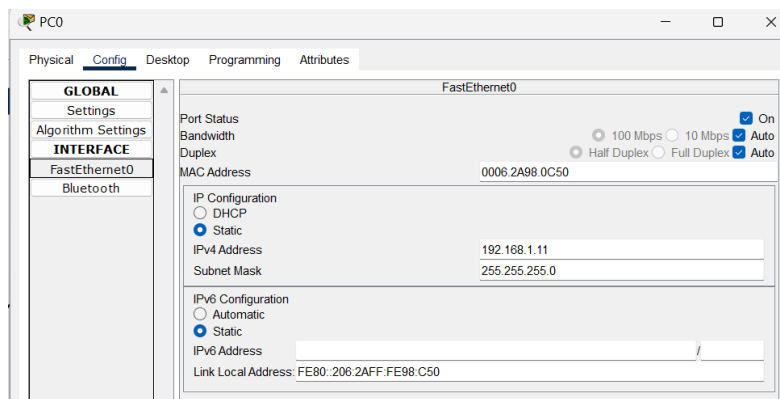 PC0
Physical Config Desktop Programming Attributes
GLOBAL
Settings
Algorithm Settings
INTERFACE
FastEthernet0
Bluetooth
FastEthernet0
Port Status On
Bandwidth 100 Mbps 10 Mbps Auto
Duplex Half Duplex Full Duplex Auto
MAC Address 0006.2A98.0C50
IP Configuration
DHCP
Static
IPv4 Address 192.168.1.11
Subnet Mask 255.255.255.0
IPv6 Configuration
Automatic
Static
IPv6 Address /
Link Local Address: FE80::206:2AFF:FE98:C50